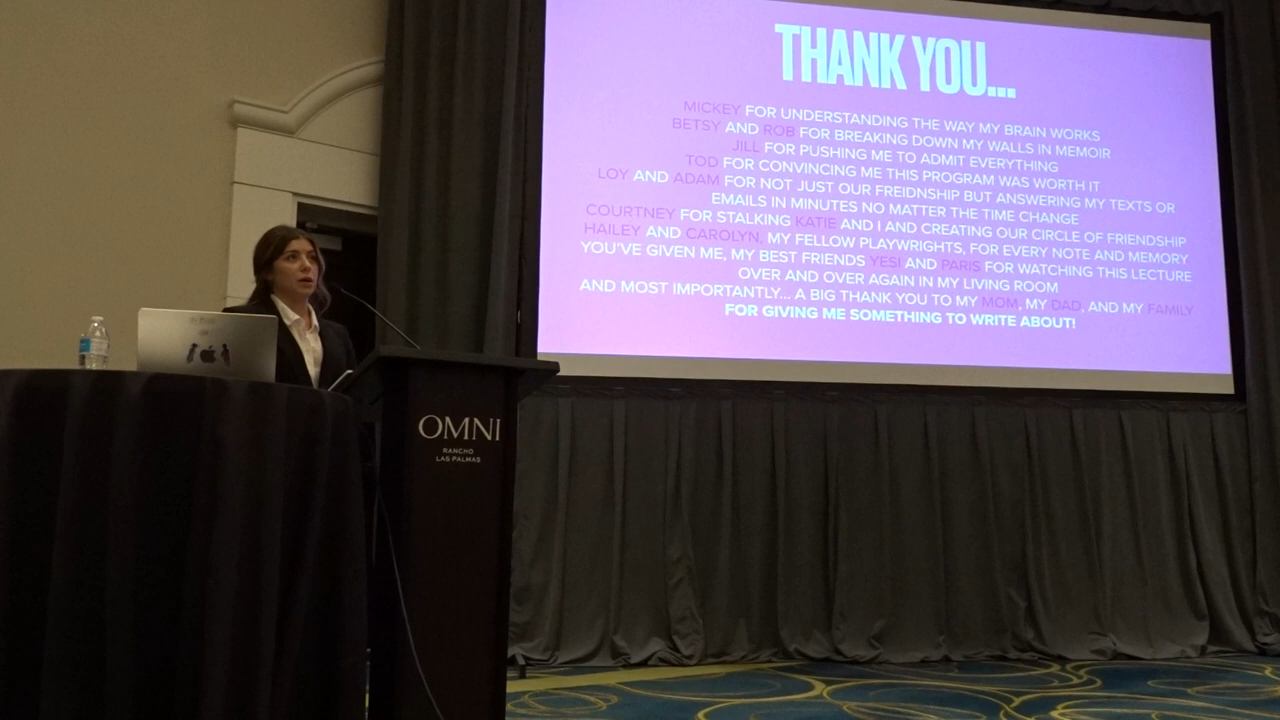 THANK YOU...
MICKEY FOR UNDERSTANDING THE WAY MY BRAIN WORKS
BETSY AND ROB FOR BREAKING DOWN MY WALLS IN MEMOIR
JILL FOR PUSHING ME TO ADMIT EVERYTHING
TOD FOR CONVINCING ME THIS PROGRAM WAS WORTH IT
LOY AND ADAM FOR NOT JUST OUR FREIDNSHIP BUT ANSWERING MY TEXTS OR
EMAILS IN MINUTES NO MATTER THE TIME CHANGE
COURTNEY FOR STALKING KATIE AND I AND CREATING OUR CIRCLE OF FRIENDSHIP
HAILEY AND CAROLYN, MY FELLOW PLAYWRIGHTS, FOR EVERY NOTE AND MEMORY
YOU'VE GIVEN ME, MY BEST FRIENDS YESI AND PARIS FOR WATCHING THIS LECTURE
OVER AND OVER AGAIN IN MY LIVING ROOM
AND MOST IMPORTANTLY... A BIG THANK YOU TO MY MOM, MY DAD, AND MY FAMILY
FOR GIVING ME SOMETHING TO WRITE ABOUT!
OMNI
RANCHO
LAS PALMAS